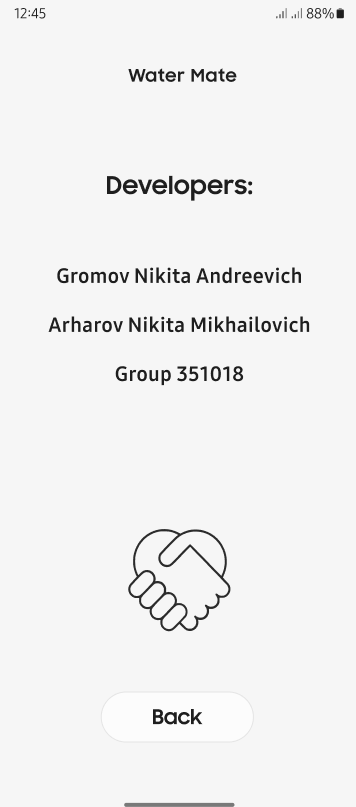 12:45 88%
Water Mate
Developers:
Gromov Nikita Andreevich
Arharov Nikita Mikhailovich
Group 351018
Back